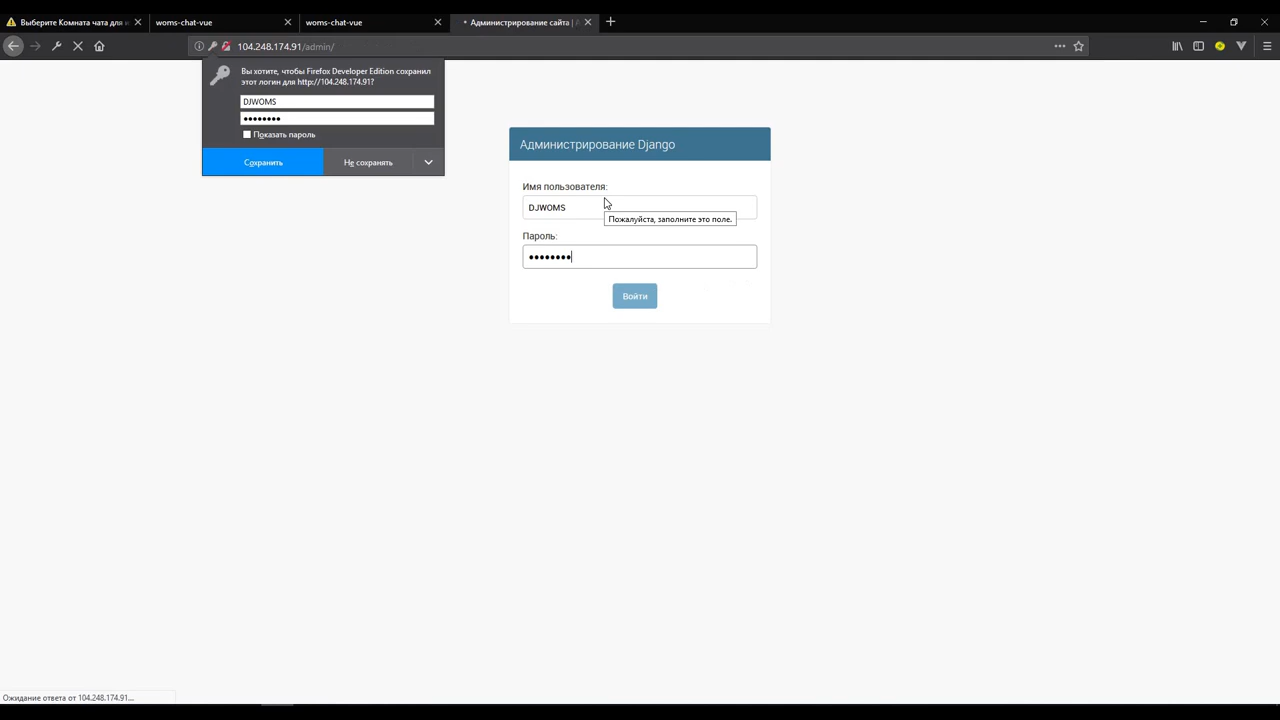 Выберите Комната чата для и
woms-chat-vue
woms-chat-vue
Администрирование сайта | A
104.248.174.91/admin/
Вы хотите, чтобы Firefox Developer Edition сохранил
этот логин для http://104.248.174.91?
DJWOMS
Показать пароль
Сохранить
Не сохранять
Администрирование Django
Имя пользователя:
DJWOMS
Пожалуйста, заполните это поле.
Пароль:
Войти
Ожидание ответа от 104.248.174.91...